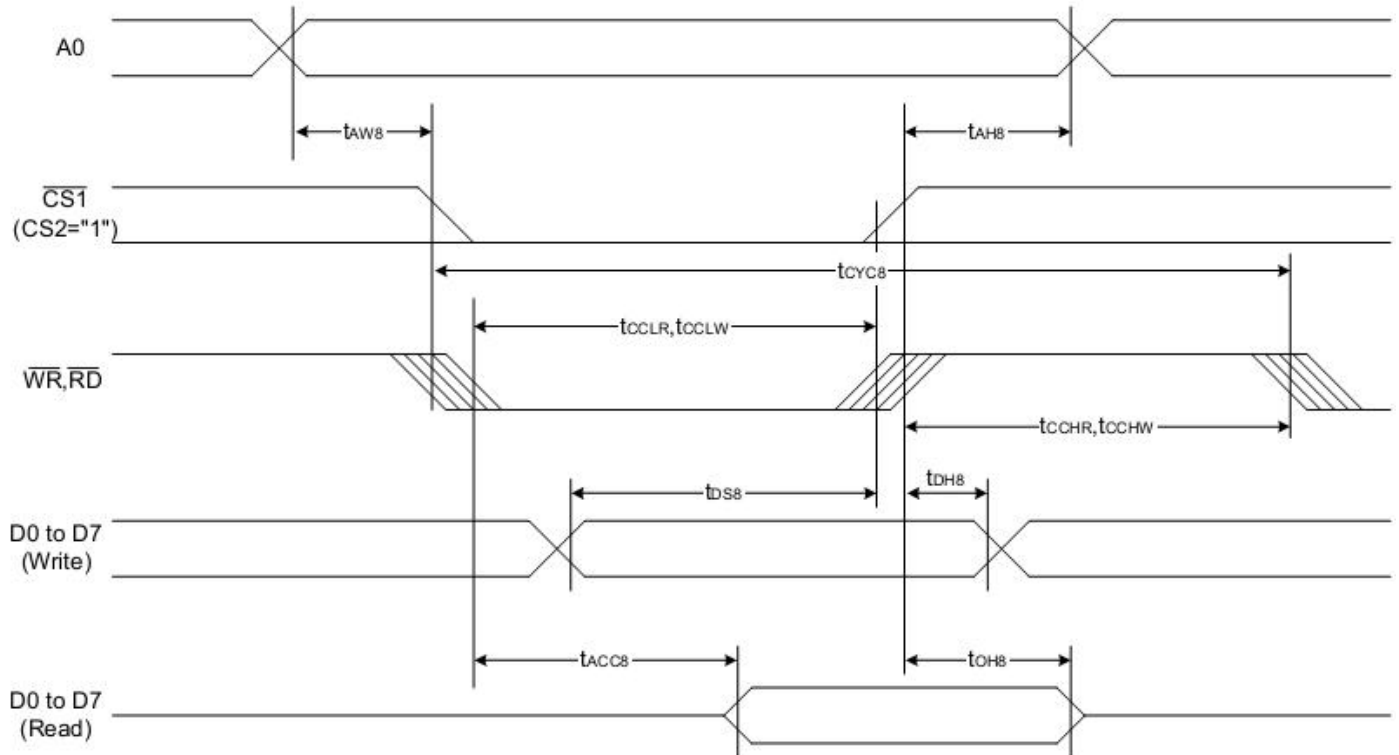 A0
tAW8
tAH8
CS1
(CS2="1")
tCYC8
tCCLR,tCCLW
WR,RD
tCCHR,tCCHW
tDS8
tDH8
D0 to D7
(Write)
tACC8
tOH8
D0 to D7
(Read)